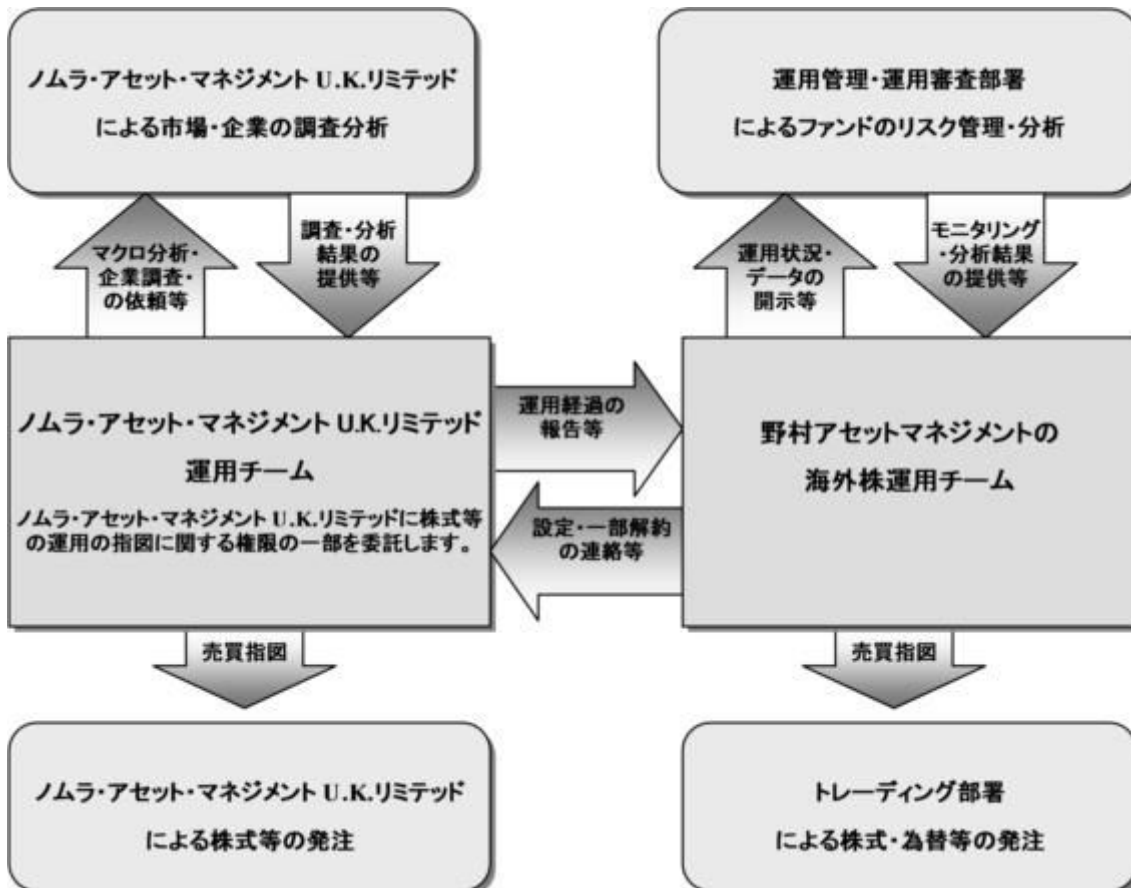 ノムラ・アセット・マネジメント U.K.リミテッド
による市場・企業の調査分析
運用管理・運用審査部署
によるファンドのリスク管理・分析
マクロ分析・
企業調査・
の依頼等
調査・分析
結果の
提供等
運用状況・
データの
開示等
モニタリング
・分析結果
の提供等
ノムラ・アセット・マネジメント U.K.リミテッド
運用チーム
ノムラ・アセット・マネジメント U.K.リミテッドに株式等
の運用の指図に関する権限の一部を委託します。
運用経過の
報告等
設定・一部解約
の連絡等
野村アセットマネジメントの
海外株運用チーム
売買指図
売買指図
ノムラ・アセット・マネジメント U.K.リミテッド
による株式等の発注
トレーディング部署
による株式・為替等の発注